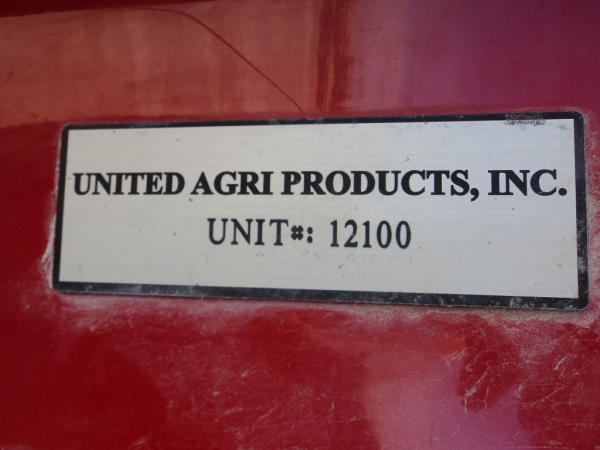 UNITED AGRI PRODUCTS, INC.
UNIT#: 12100